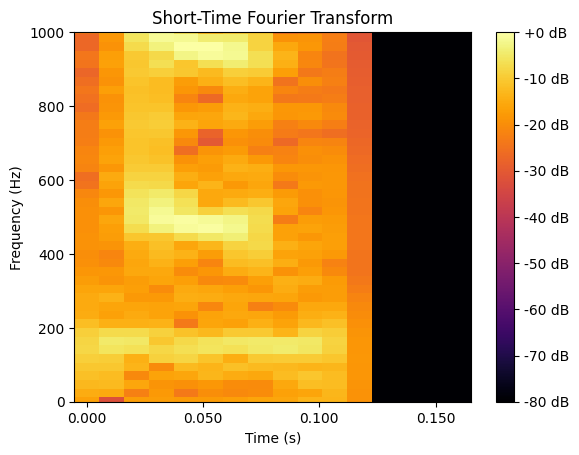 Short-Time Fourier Transform
1000
800
600
400
200
0
Frequency (Hz)
0.000
0.050
0.100
0.150
Time (s)
+0 dB
-10 dB
-20 dB
-30 dB
-40 dB
-50 dB
-60 dB
-70 dB
-80 dB